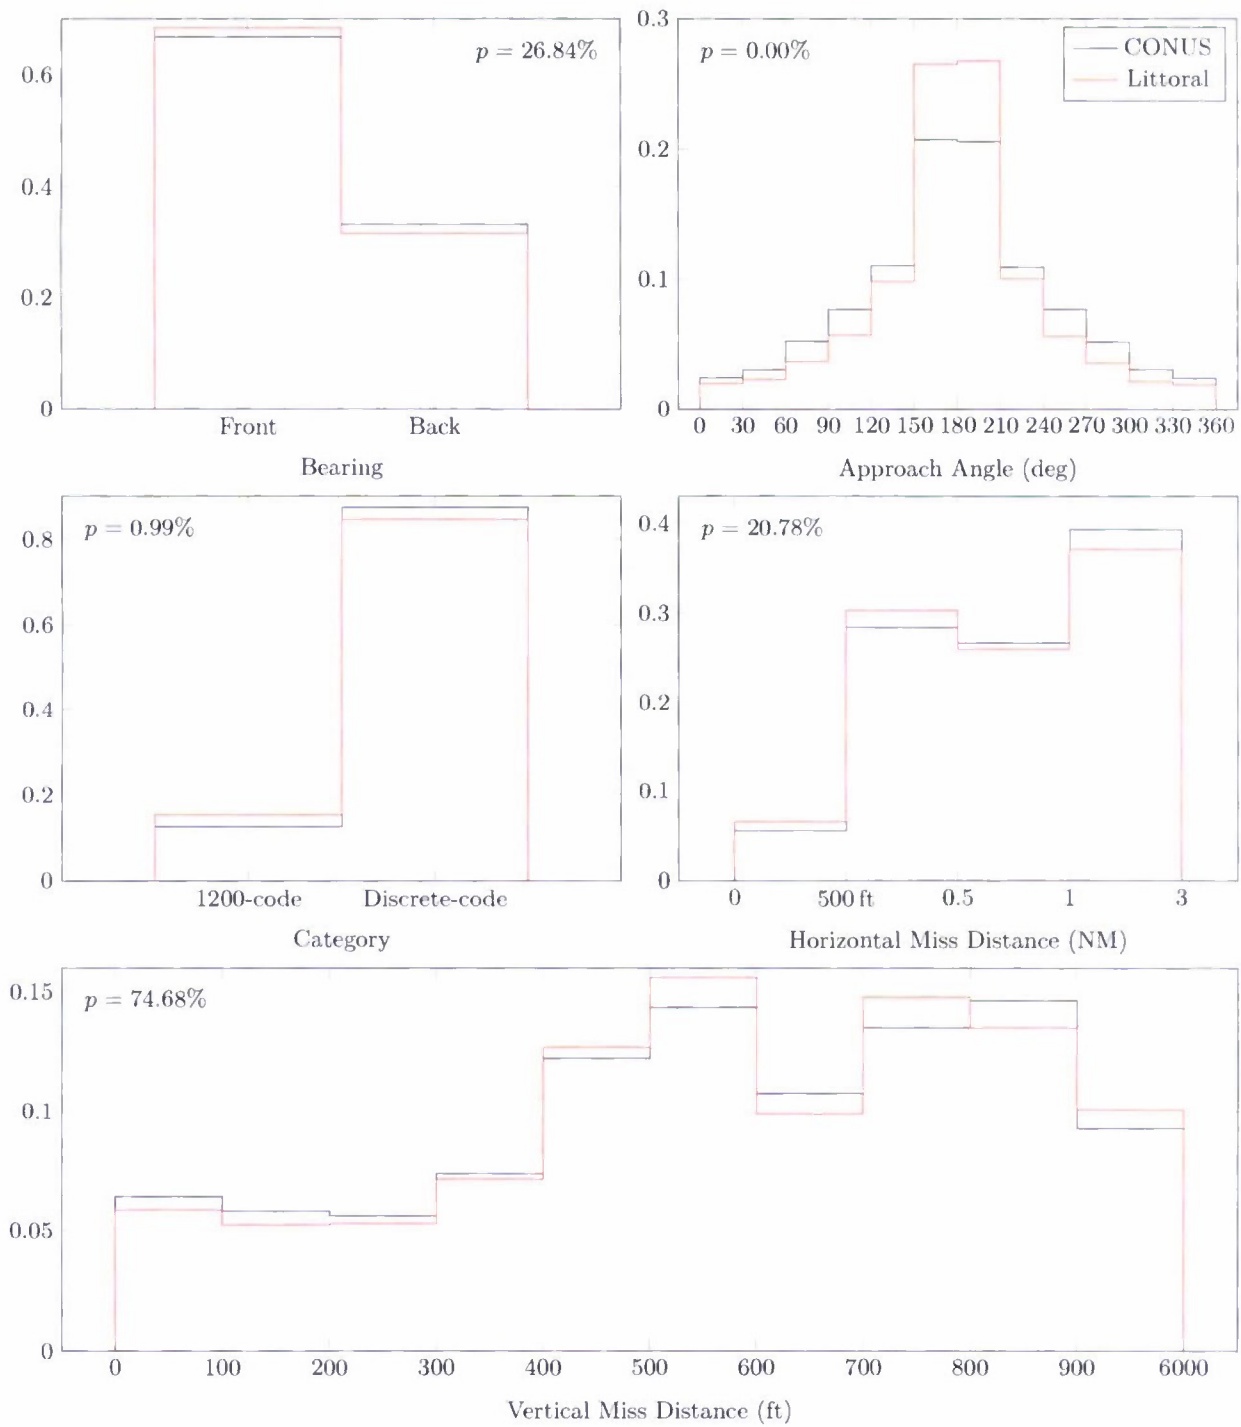 p = 26.84%
0.6
0.4
0.2
0
Front Back
Bearing
0.3
p = 0.00%
CONUS
Littoral
0.2
0.1
0
0 30 60 90 120 150 180 210 240 270 300 330 360
Approach Angle (deg)
p = 0.99%
0.8
0.6
0.4
0.2
0
1200-code Discrete-code
Category
p = 20.78%
0.4
0.3
0.2
0.1
0
0 500 ft 0.5 1 3
Horizontal Miss Distance (NM)
p = 74.68%
0.15
0.1
0.05
0
0 100 200 300 400 500 600 700 800 900 6000
Vertical Miss Distance (ft)